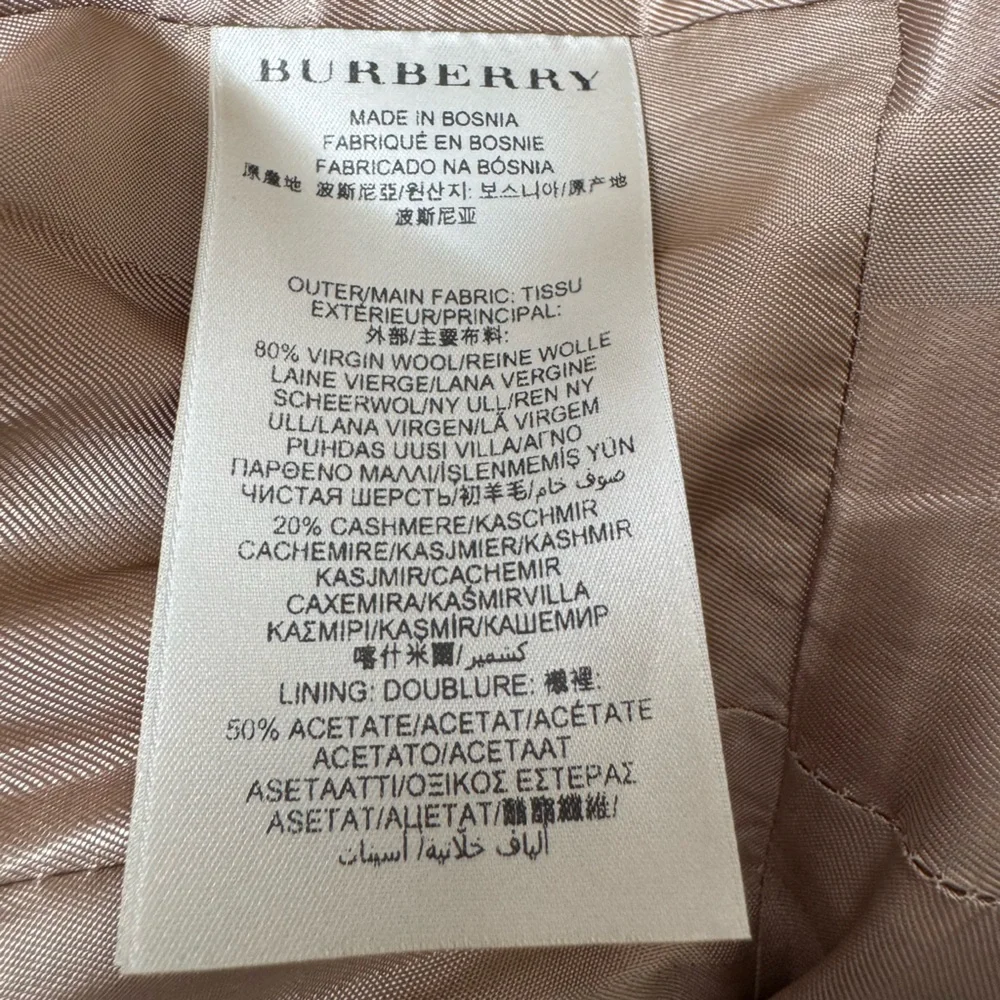 BURBERRY
MADE IN BOSNIA
FABRIQUÉ EN BOSNIE
FABRICADO NA BÓSNIA
原產地 波斯尼亞/원산지: 보스니아/原产地
波斯尼亚
OUTER/MAIN FABRIC: TISSU
EXTÉRIEUR/PRINCIPAL:
外部/主要布料:
80% VIRGIN WOOL/REINE WOLLE
LAINE VIERGE/LANA VERGINE
SCHEERWOL/NY ULL/REN NY
ULL/LANA VIRGEN/LÃ VIRGEM
PUHDAS UUSI VILLA/ΑΓΝΟ
ΠΑΡΘΕΝΟ ΜΑΛΛΙ/İŞLENMEMİŞ YÜN
ЧИСТАЯ ШЕРСТЬ/初羊毛/صوف خام
20% CASHMERE/KASCHMIR
CACHEMIRE/KASJMIER/KASHMIR
KASJMIR/CACHEMIR
CAXEMIRA/KAŠMIRVILLA
ΚΑΣΜΙΡΙ/KAŞMİR/КАШЕМИР
喀什米爾/كشمير
LINING: DOUBLURE: 襯裡:
50% ACETATE/ACETAT/ACÉTATE
ACETATO/ACETAAT
ASETAATTI/ΟΞΙΚΟΣ ΕΣΤΕΡΑΣ
ASETAT/АЦЕТАТ/醋酯纖維/
ألياف خلّانية/ أسيتات